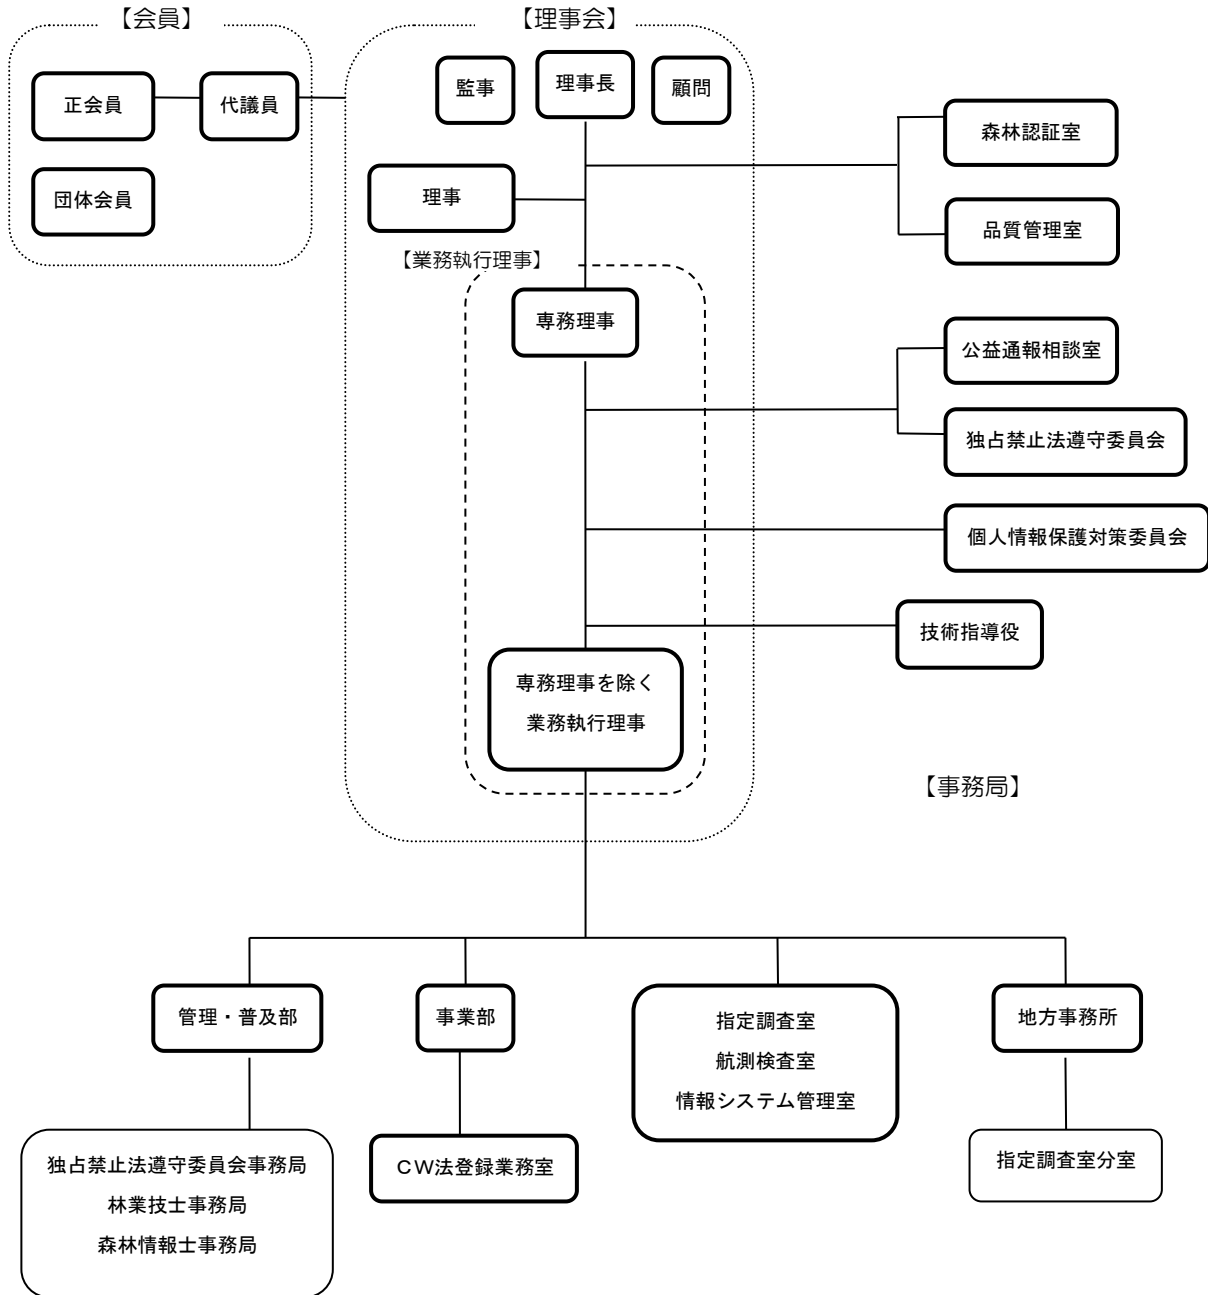 【会員】
【理事会】
正会員
代議員
団体会員
監事
理事長
顧問
理事
【業務執行理事】
専務理事
専務理事を除く
業務執行理事
森林認証室
品質管理室
公益通報相談室
独占禁止法遵守委員会
個人情報保護対策委員会
技術指導役
【事務局】
管理・普及部
事業部
指定調査室
航測検査室
情報システム管理室
地方事務所
独占禁止法遵守委員会事務局
林業技士事務局
森林情報士事務局
ＣＷ法登録業務室
指定調査室分室